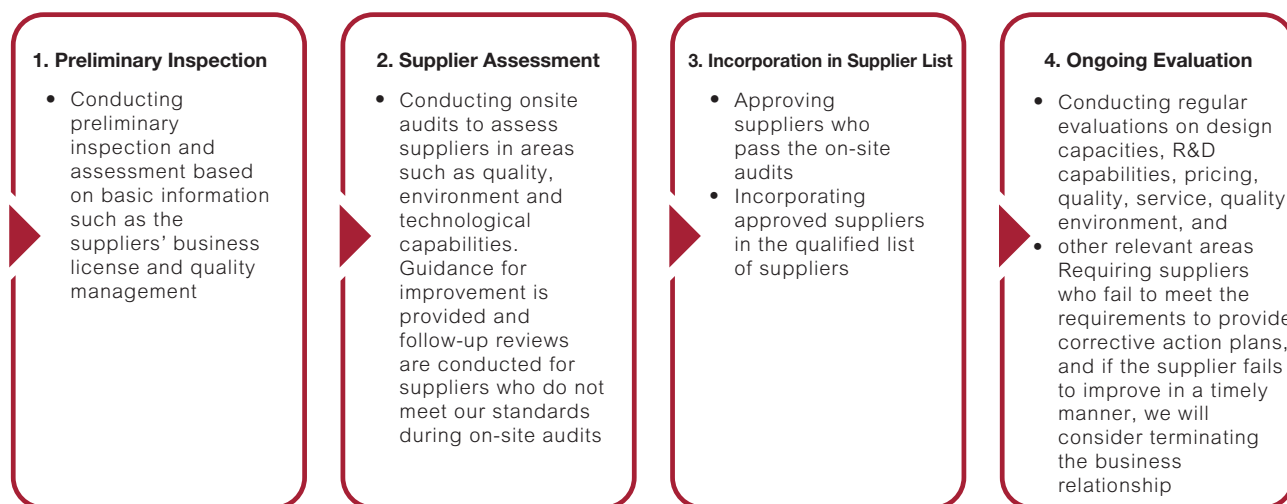 1. Preliminary Inspection
• Conducting
preliminary
inspection and
assessment based
on basic information
such as the
suppliers’ business
license and quality
management
2. Supplier Assessment
• Conducting onsite
audits to assess
suppliers in areas
such as quality,
environment and
technological
capabilities.
Guidance for
improvement is
provided and
follow-up reviews
are conducted for
suppliers who do not
meet our standards
during on-site audits
3. Incorporation in Supplier List
• Approving
suppliers who
pass the on-site
audits
• Incorporating
approved suppliers
in the qualified list
of suppliers
4. Ongoing Evaluation
• Conducting regular
evaluations on design
capacities, R&D
capabilities, pricing,
quality, service, quality
environment, and
• other relevant areas
Requiring suppliers
who fail to meet the
requirements to provide
corrective action plans,
and if the supplier fails
to improve in a timely
manner, we will
consider terminating
the business
relationship